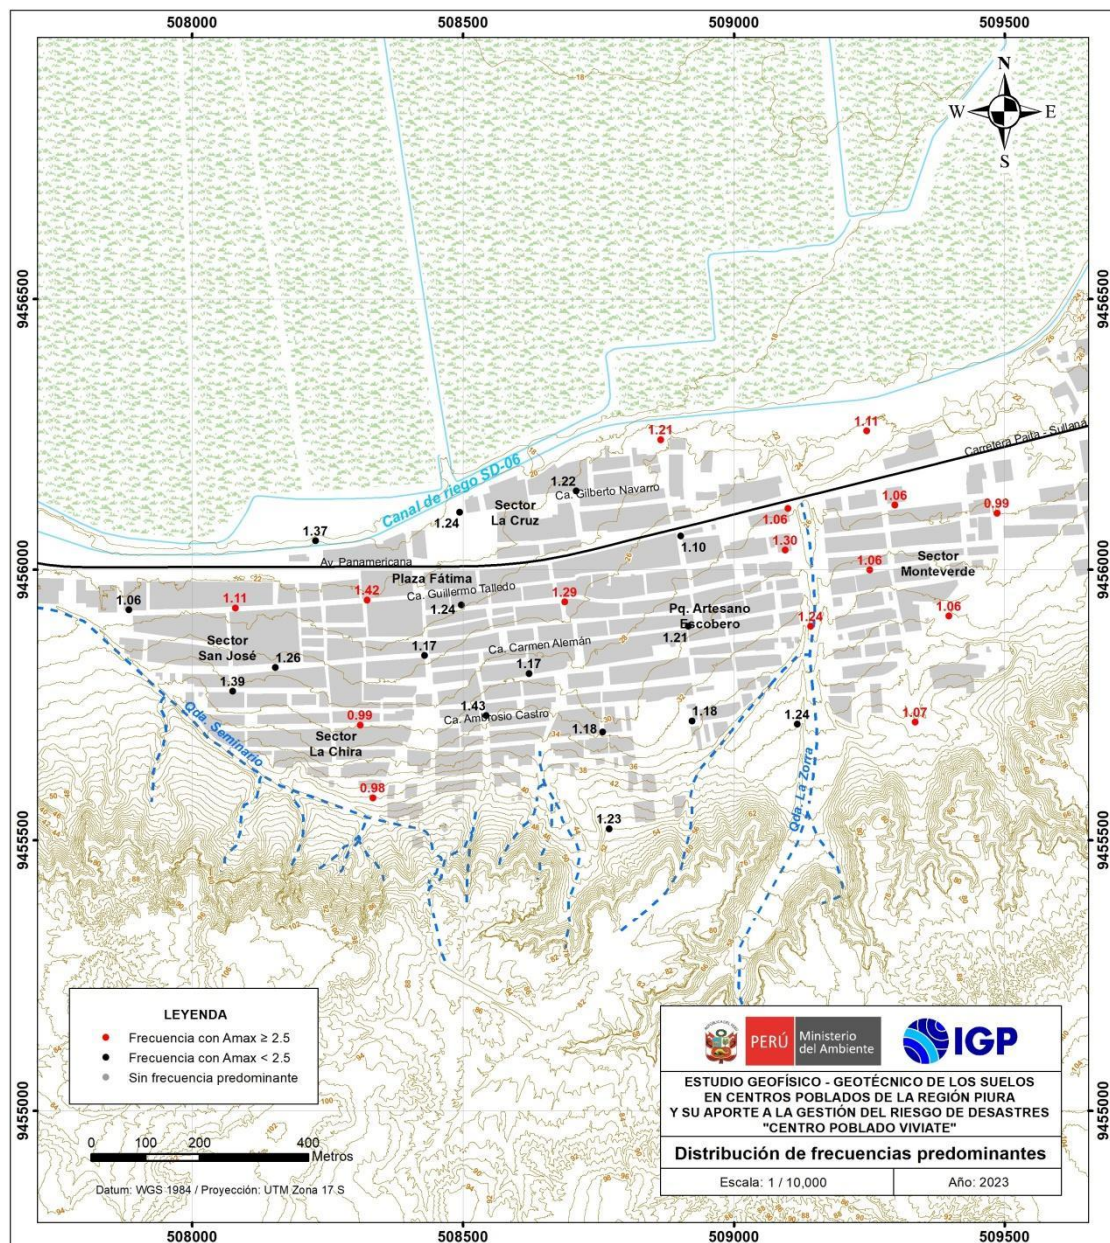 508000
508500
509000
509500
N
W
E
S
18
9456500
9456500
Canal de riego SD-06
1.21
1.11
Carretera Paita - Sullana
1.22
Ca. Gilberto Navarro
Sector
La Cruz
1.24
1.37
1.06
1.06
0.99
1.10
1.30
Av. Panamericana
9456000
9456000
Plaza Fátima
Ca. Guillermo Talledo
1.06
Sector
Monteverde
1.06
1.11
1.42
1.24
1.29
Pq. Artesano
Escobero
1.21
1.24
1.06
Sector
San José
1.26
1.17
Ca. Carmen Alemán
1.17
1.39
Qda. Seminario
0.99
Sector
La Chira
1.43
Ca. Ambrosio Castro
1.18
1.18
1.24
1.07
0.98
1.23
Qda. La Zorra
9455500
9455500
LEYENDA
Frecuencia con Amax ≥ 2.5
Frecuencia con Amax < 2.5
Sin frecuencia predominante
0 100 200 400
Metros
Datum: WGS 1984 / Proyección: UTM Zona 17 S
9455000
9455000
PERÚ
Ministerio
del Ambiente
IGP
ESTUDIO GEOFÍSICO - GEOTÉCNICO DE LOS SUELOS
EN CENTROS POBLADOS DE LA REGIÓN PIURA
Y SU APORTE A LA GESTIÓN DEL RIESGO DE DESASTRES
"CENTRO POBLADO VIVIATE"
Distribución de frecuencias predominantes
Escala: 1 / 10,000
Año: 2023
508000
508500
509000
509500